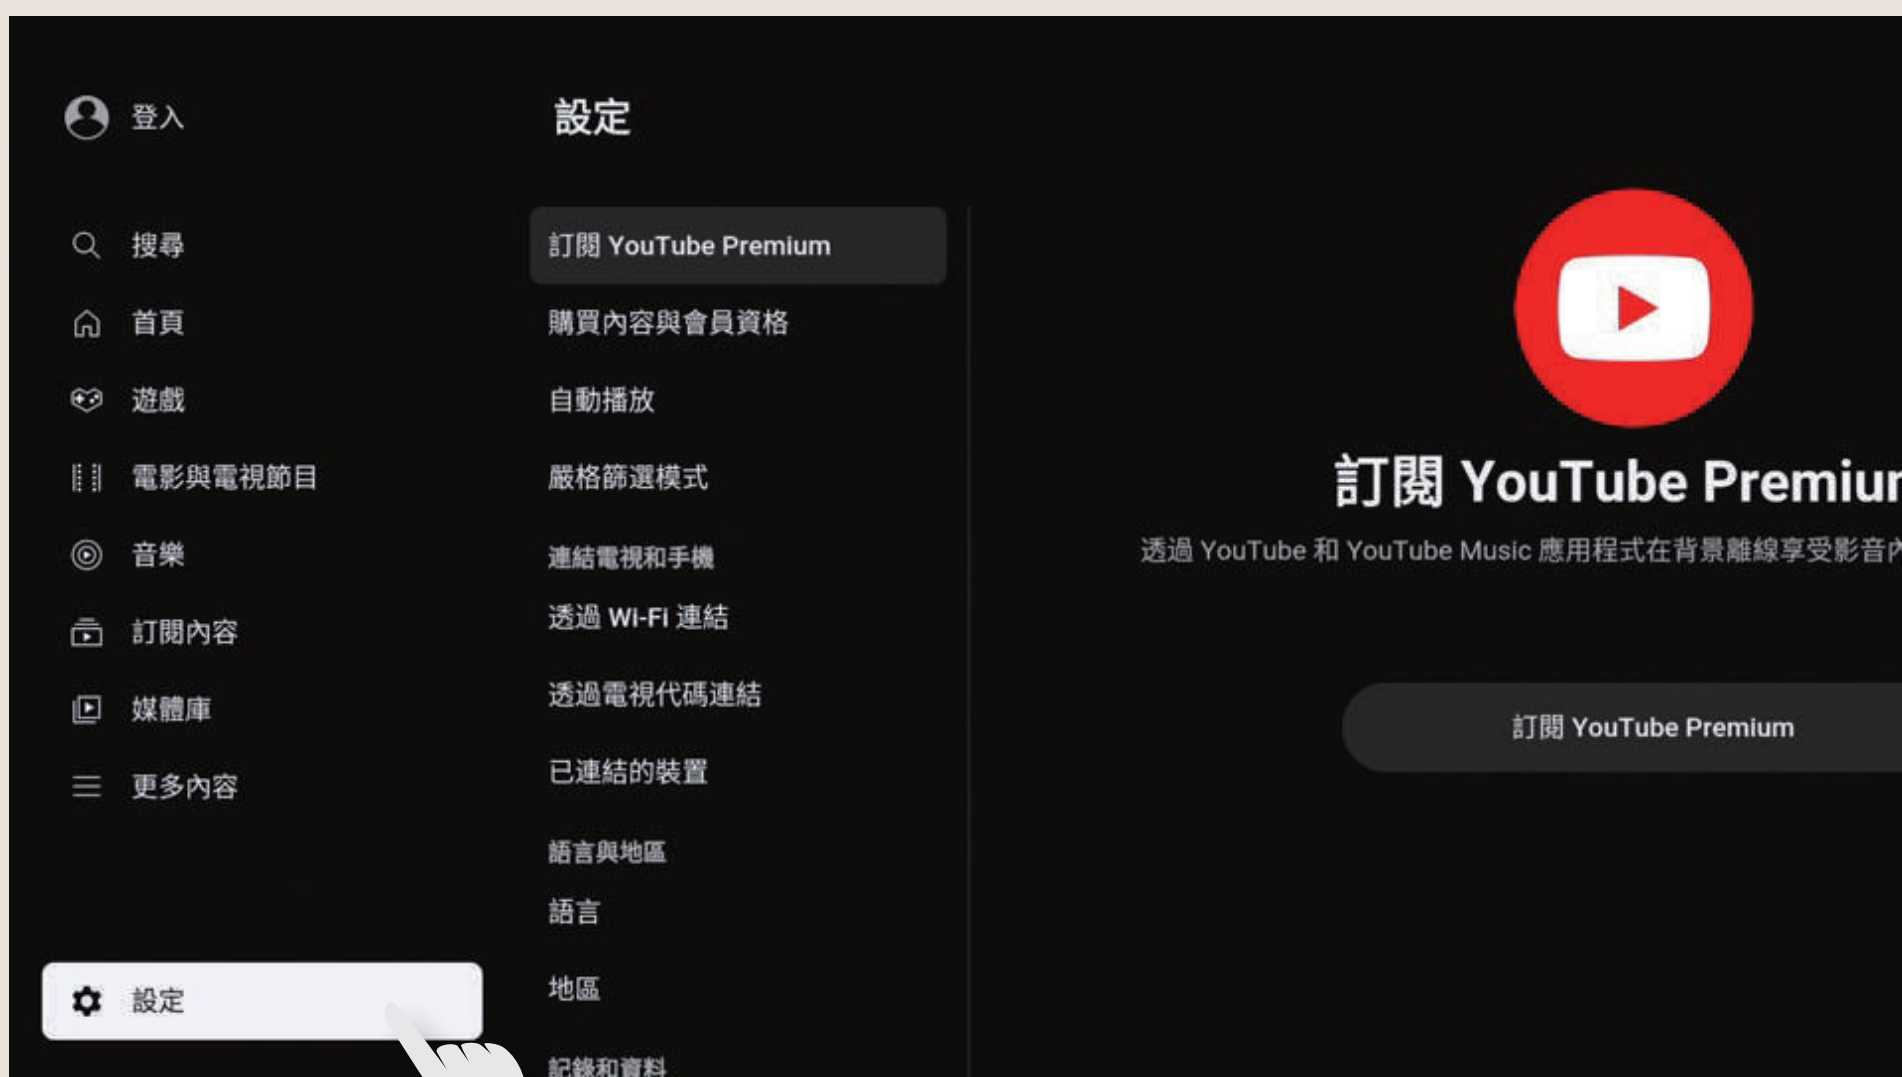 登入
搜尋
首頁
遊戲
電影與電視節目
音樂
訂閱內容
媒體庫
更多內容
設定
設定
訂閱 YouTube Premium
購買內容與會員資格
自動播放
嚴格篩選模式
連結電視和手機
透過 Wi-Fi 連結
透過電視代碼連結
已連結的裝置
語言與地區
語言
地區
記錄和資料
訂閱 YouTube Premiu
透過 YouTube 和 YouTube Music 應用程式在背景離線享受影音
訂閱 YouTube Premium